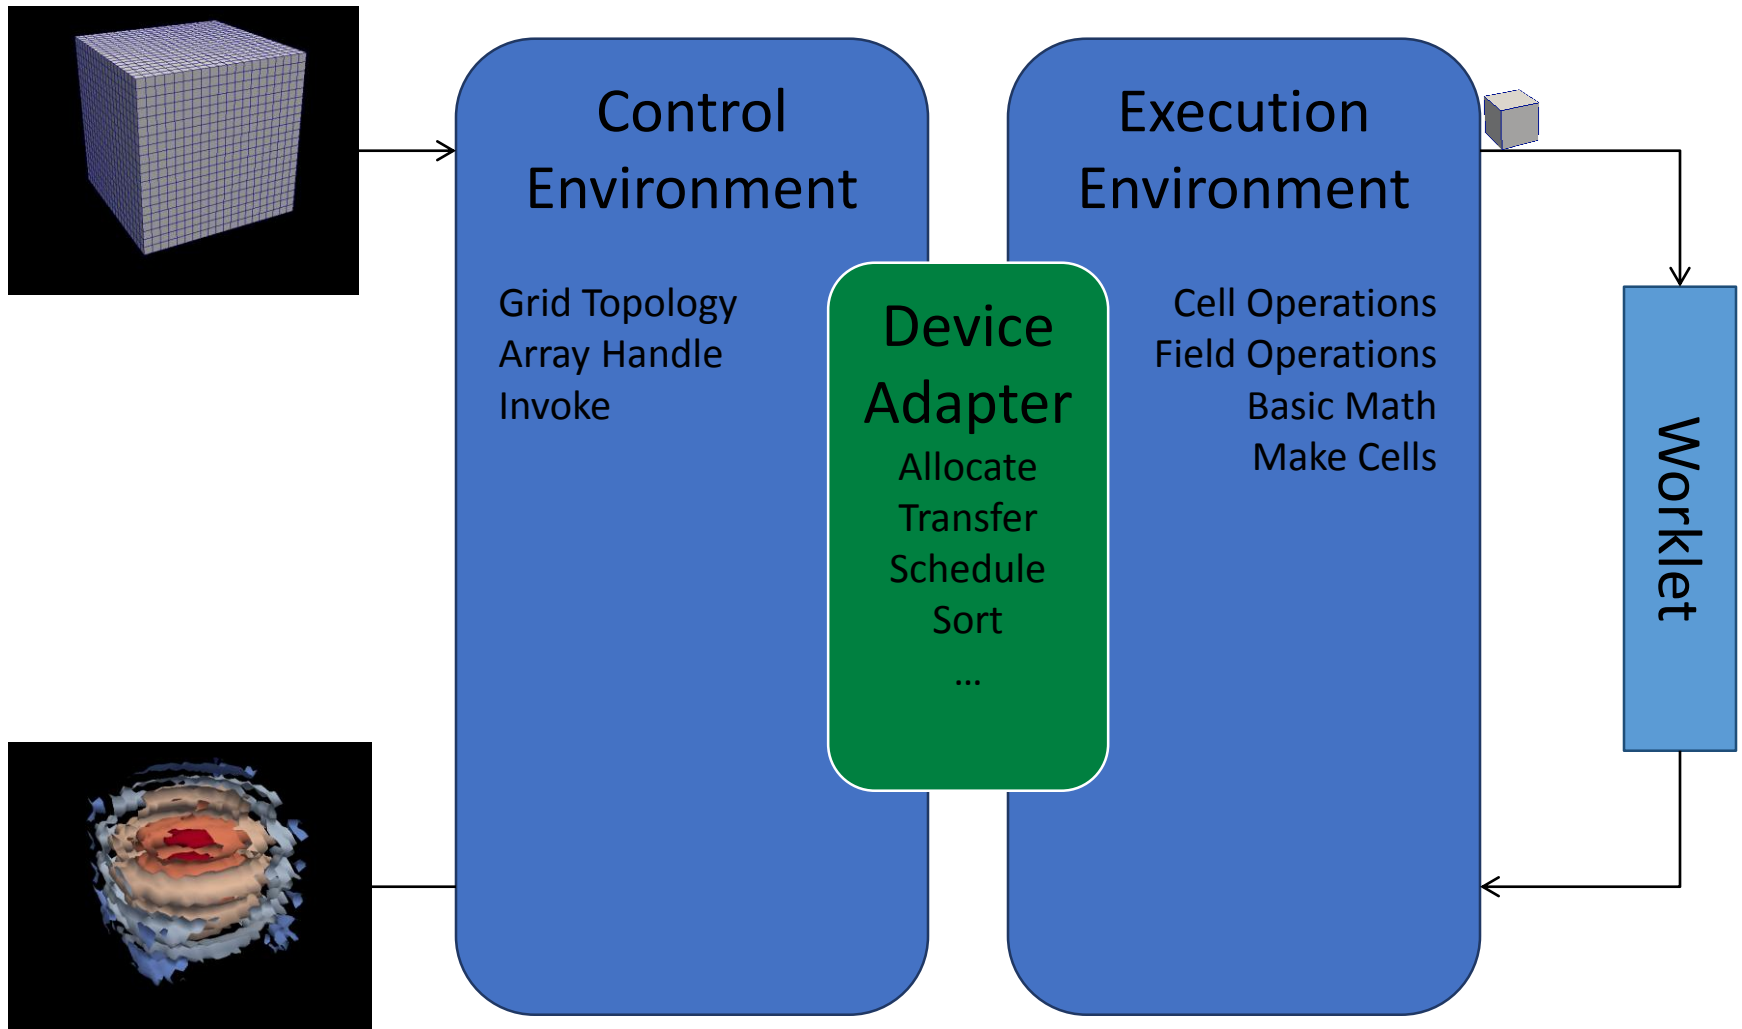 Control
Environment
Grid Topology
Array Handle
Invoke
Device
Adapter
Allocate
Transfer
Schedule
Sort
...
Execution
Environment
Cell Operations
Field Operations
Basic Math
Make Cells
Worklet